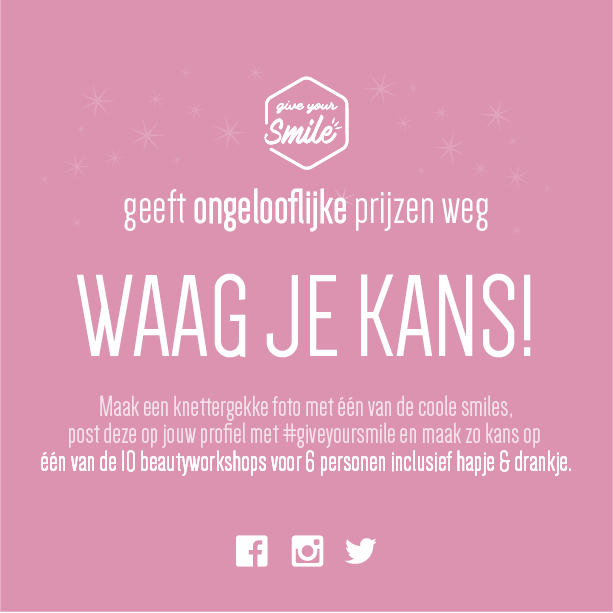 give your
Smile
geeft ongelooflijke prijzen weg
WAAG JE KANS!
Maak een knettergekke foto met één van de coole smiles,
post deze op jouw profiel met #giveyoursmile en maak zo kans op
één van de 10 beautyworkshops voor 6 personen inclusief hapje & drankje.